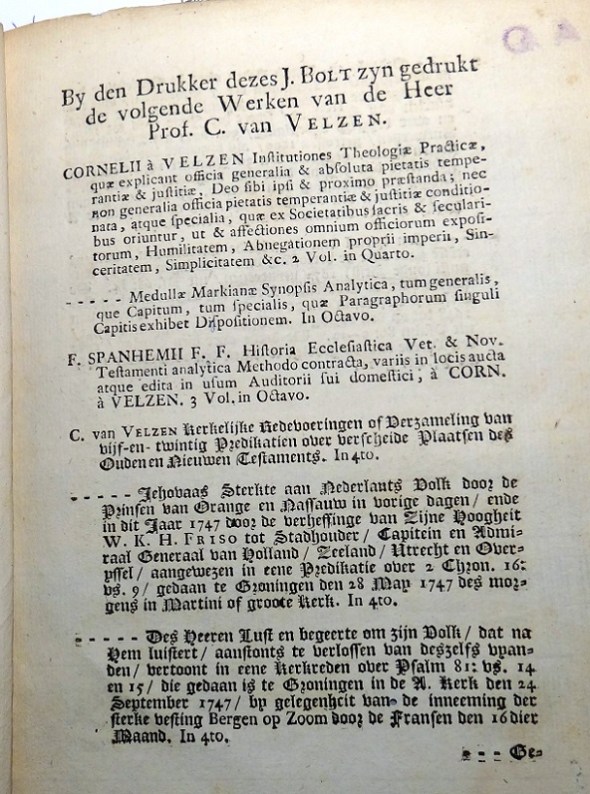 G A
By den Drukker dezes J. BOLT zyn gedrukt
de volgende Werken van de Heer
Prof. C. van VELZEN.
CORNELII à VELZEN Inſtitutiones Theologiæ Practicæ,
quæ explicant officia generalia & abſoluta pietatis tempe-
rantiæ & juſtitiæ, Deo ſibi ipſi & proximo præſtanda; nec
non generalia officia pietatis temperantiæ & juſtitiæ conditio-
nata, atque ſpecialia, quæ ex Societatibus ſacris & ſeculari-
bus oriuntur, ut & affectiones omnium officiorum expoſi-
torum, Humilitatem, Abnegationem proprii imperii, Sin-
ceritatem, Simplicitatem &c. 2 Vol. in Quarto.
- - - - - Medullæ Markianæ Synopſis Analytica, tum generalis,
que Capitum, tum ſpecialis, quæ Paragraphorum ſinguli
Capitis exhibet Dispoſitionem. In Octavo.
F. SPANHEMII F. F. Hiſtoria Eccleſiaſtica Vet. & Nov.
Teſtamenti analytica Methodo contracta, variis in locis aucta
atque edita in uſum Auditorii ſui domeſtici, à CORN.
à VELZEN. 3 Vol. in Octavo.
C. van VELZEN Kerkelijke Redevoeringen of Verzameling van
vijf-en-twintig Predikatien over verſcheide Plaatſen des
Ouden en Nieuwen Teſtaments. In 4to.
- - - - - Jehovaas Sterkte aan Nederlants Volk door de
Prinſen van Orange en Naſſauw in vorige dagen/ ende
in dit Jaar 1747 door de verheffinge van Zijne Hoogheit
W. K. H. FRISO tot Stadhouder/ Capitein en Admi-
raal Generaal van Holland/ Zeeland/ Utrecht en Over-
yſſel/ aangewezen in eene Predikatie over 2 Chron. 16:
vs. 9/ gedaan te Groningen den 28 May 1747 des mor-
gens in Martini of groote Kerk. In 4to.
- - - - - Des Heeren Luſt en begeerte om zijn Volk/ dat na
Hem luiſtert/ aanſtonts te verloſſen van deszelfs vyan-
den/ vertoont in eene Kerkreden over Pſalm 81: vs. 14
en 15/ die gedaan is te Groningen in de A. Kerk den 24
September 1747/ by gelegenheit van de inneeming der
ſterke veſting Bergen op Zoom door de Franſen den 16 dier
Maand. In 4to.
- - - Ge-